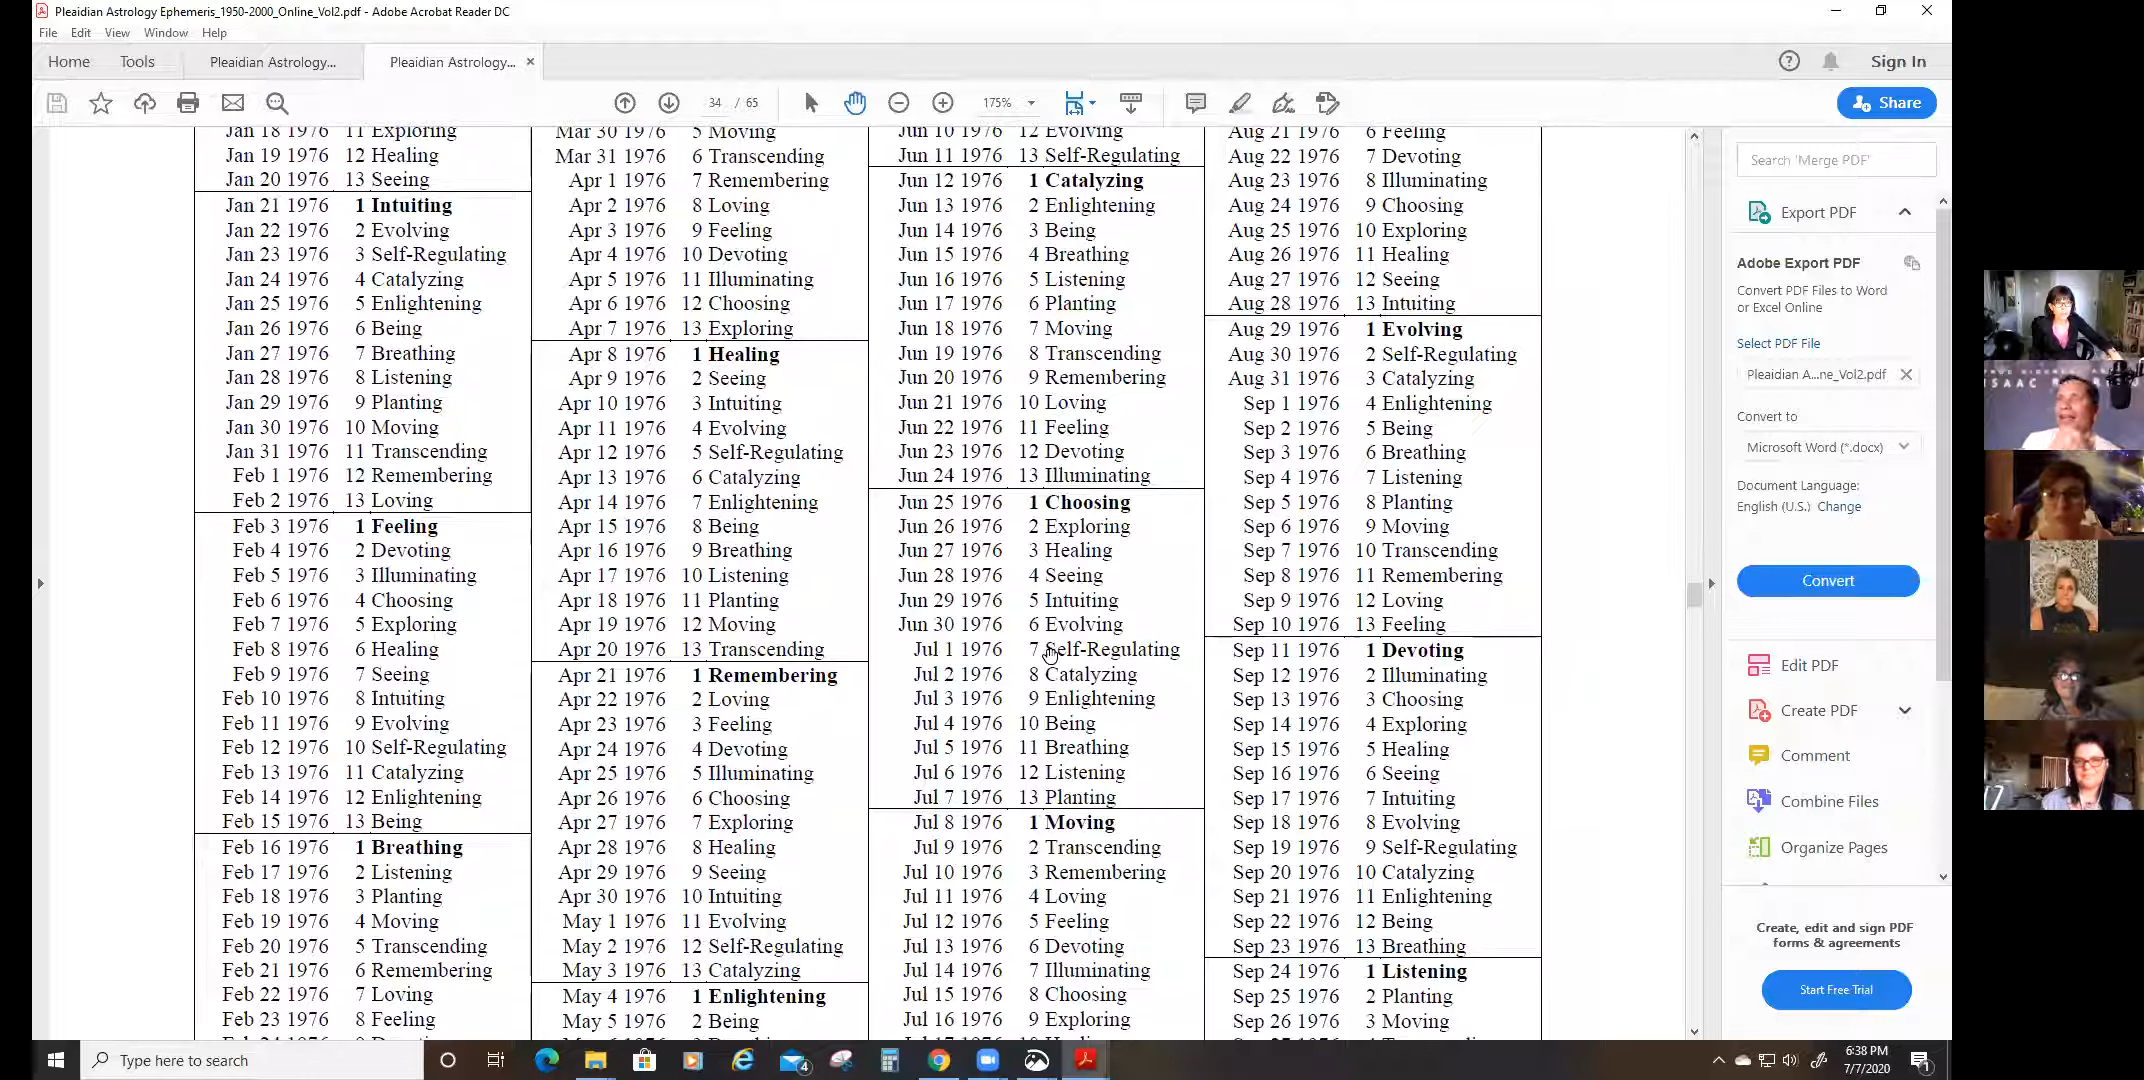 Pleaidian Astrology Ephemeris_1950-2000_Online_Vol2.pdf - Adobe Acrobat Reader DC
File Edit View Window Help
Home Tools Pleaidian Astrology... Pleaidian Astrology... × Sign In
34 / 65 175% Share
Jan 18 1976 11 Exploring
Jan 19 1976 12 Healing
Jan 20 1976 13 Seeing
Jan 21 1976 1 Intuiting
Jan 22 1976 2 Evolving
Jan 23 1976 3 Self-Regulating
Jan 24 1976 4 Catalyzing
Jan 25 1976 5 Enlightening
Jan 26 1976 6 Being
Jan 27 1976 7 Breathing
Jan 28 1976 8 Listening
Jan 29 1976 9 Planting
Jan 30 1976 10 Moving
Jan 31 1976 11 Transcending
Feb 1 1976 12 Remembering
Feb 2 1976 13 Loving
Feb 3 1976 1 Feeling
Feb 4 1976 2 Devoting
Feb 5 1976 3 Illuminating
Feb 6 1976 4 Choosing
Feb 7 1976 5 Exploring
Feb 8 1976 6 Healing
Feb 9 1976 7 Seeing
Feb 10 1976 8 Intuiting
Feb 11 1976 9 Evolving
Feb 12 1976 10 Self-Regulating
Feb 13 1976 11 Catalyzing
Feb 14 1976 12 Enlightening
Feb 15 1976 13 Being
Feb 16 1976 1 Breathing
Feb 17 1976 2 Listening
Feb 18 1976 3 Planting
Feb 19 1976 4 Moving
Feb 20 1976 5 Transcending
Feb 21 1976 6 Remembering
Feb 22 1976 7 Loving
Feb 23 1976 8 Feeling
Mar 30 1976 5 Moving
Mar 31 1976 6 Transcending
Apr 1 1976 7 Remembering
Apr 2 1976 8 Loving
Apr 3 1976 9 Feeling
Apr 4 1976 10 Devoting
Apr 5 1976 11 Illuminating
Apr 6 1976 12 Choosing
Apr 7 1976 13 Exploring
Apr 8 1976 1 Healing
Apr 9 1976 2 Seeing
Apr 10 1976 3 Intuiting
Apr 11 1976 4 Evolving
Apr 12 1976 5 Self-Regulating
Apr 13 1976 6 Catalyzing
Apr 14 1976 7 Enlightening
Apr 15 1976 8 Being
Apr 16 1976 9 Breathing
Apr 17 1976 10 Listening
Apr 18 1976 11 Planting
Apr 19 1976 12 Moving
Apr 20 1976 13 Transcending
Apr 21 1976 1 Remembering
Apr 22 1976 2 Loving
Apr 23 1976 3 Feeling
Apr 24 1976 4 Devoting
Apr 25 1976 5 Illuminating
Apr 26 1976 6 Choosing
Apr 27 1976 7 Exploring
Apr 28 1976 8 Healing
Apr 29 1976 9 Seeing
Apr 30 1976 10 Intuiting
May 1 1976 11 Evolving
May 2 1976 12 Self-Regulating
May 3 1976 13 Catalyzing
May 4 1976 1 Enlightening
May 5 1976 2 Being
Jun 10 1976 12 Evolving
Jun 11 1976 13 Self-Regulating
Jun 12 1976 1 Catalyzing
Jun 13 1976 2 Enlightening
Jun 14 1976 3 Being
Jun 15 1976 4 Breathing
Jun 16 1976 5 Listening
Jun 17 1976 6 Planting
Jun 18 1976 7 Moving
Jun 19 1976 8 Transcending
Jun 20 1976 9 Remembering
Jun 21 1976 10 Loving
Jun 22 1976 11 Feeling
Jun 23 1976 12 Devoting
Jun 24 1976 13 Illuminating
Jun 25 1976 1 Choosing
Jun 26 1976 2 Exploring
Jun 27 1976 3 Healing
Jun 28 1976 4 Seeing
Jun 29 1976 5 Intuiting
Jun 30 1976 6 Evolving
Jul 1 1976 7 Self-Regulating
Jul 2 1976 8 Catalyzing
Jul 3 1976 9 Enlightening
Jul 4 1976 10 Being
Jul 5 1976 11 Breathing
Jul 6 1976 12 Listening
Jul 7 1976 13 Planting
Jul 8 1976 1 Moving
Jul 9 1976 2 Transcending
Jul 10 1976 3 Remembering
Jul 11 1976 4 Loving
Jul 12 1976 5 Feeling
Jul 13 1976 6 Devoting
Jul 14 1976 7 Illuminating
Jul 15 1976 8 Choosing
Jul 16 1976 9 Exploring
Aug 21 1976 6 Feeling
Aug 22 1976 7 Devoting
Aug 23 1976 8 Illuminating
Aug 24 1976 9 Choosing
Aug 25 1976 10 Exploring
Aug 26 1976 11 Healing
Aug 27 1976 12 Seeing
Aug 28 1976 13 Intuiting
Aug 29 1976 1 Evolving
Aug 30 1976 2 Self-Regulating
Aug 31 1976 3 Catalyzing
Sep 1 1976 4 Enlightening
Sep 2 1976 5 Being
Sep 3 1976 6 Breathing
Sep 4 1976 7 Listening
Sep 5 1976 8 Planting
Sep 6 1976 9 Moving
Sep 7 1976 10 Transcending
Sep 8 1976 11 Remembering
Sep 9 1976 12 Loving
Sep 10 1976 13 Feeling
Sep 11 1976 1 Devoting
Sep 12 1976 2 Illuminating
Sep 13 1976 3 Choosing
Sep 14 1976 4 Exploring
Sep 15 1976 5 Healing
Sep 16 1976 6 Seeing
Sep 17 1976 7 Intuiting
Sep 18 1976 8 Evolving
Sep 19 1976 9 Self-Regulating
Sep 20 1976 10 Catalyzing
Sep 21 1976 11 Enlightening
Sep 22 1976 12 Being
Sep 23 1976 13 Breathing
Sep 24 1976 1 Listening
Sep 25 1976 2 Planting
Sep 26 1976 3 Moving
Search 'Merge PDF'
Export PDF
Adobe Export PDF
Convert PDF Files to Word
or Excel Online
Select PDF File
Pleaidian A...ne_Vol2.pdf
Convert to
Microsoft Word (*.docx)
Document Language:
English (U.S.) Change
Convert
Edit PDF
Create PDF
Comment
Combine Files
Organize Pages
Create, edit and sign PDF
forms & agreements
Start Free Trial
Type here to search
4
6:38 PM
7/7/2020
1